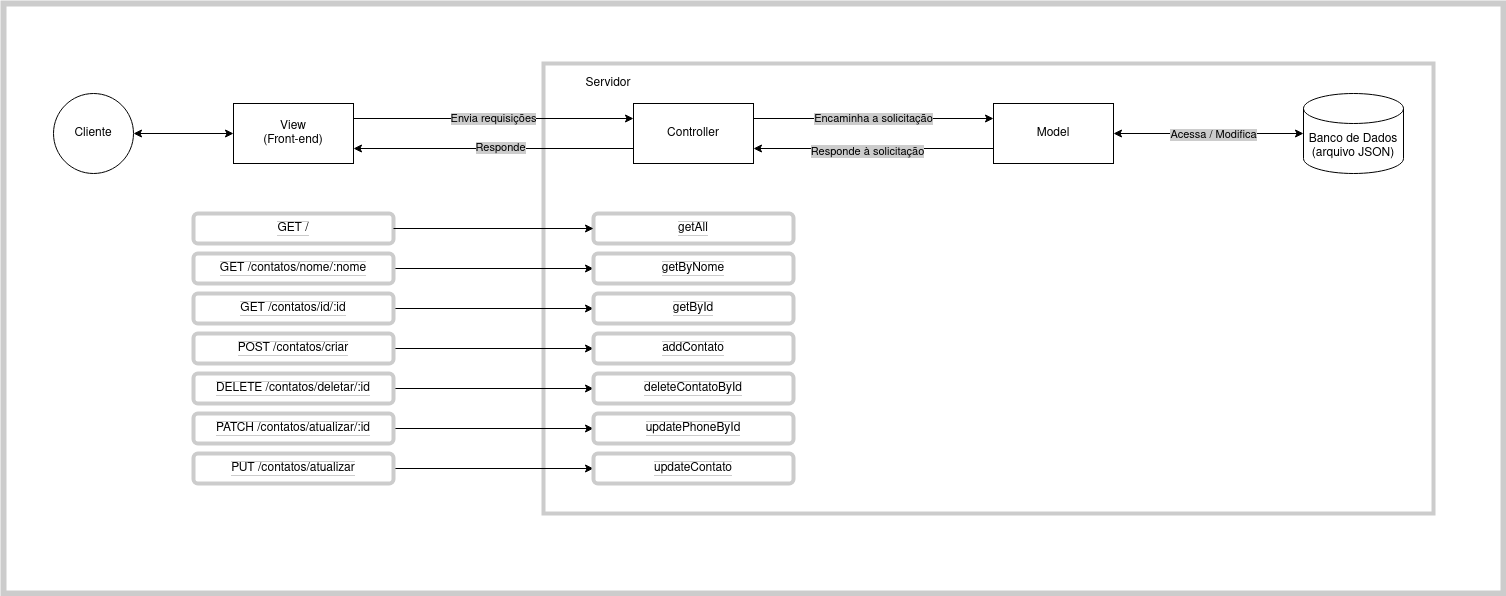 Servidor
Cliente
View
(Front-end)
Envia requisições
Responde
Controller
Encaminha a solicitação
Responde à solicitação
Model
Acessa / Modifica
Banco de Dados
(arquivo JSON)
GET /
getAll
GET /contatos/nome/:nome
getByNome
GET /contatos/id/:id
getById
POST /contatos/criar
addContato
DELETE /contatos/deletar/:id
deleteContatoById
PATCH /contatos/atualizar/:id
updatePhoneById
PUT /contatos/atualizar
updateContato